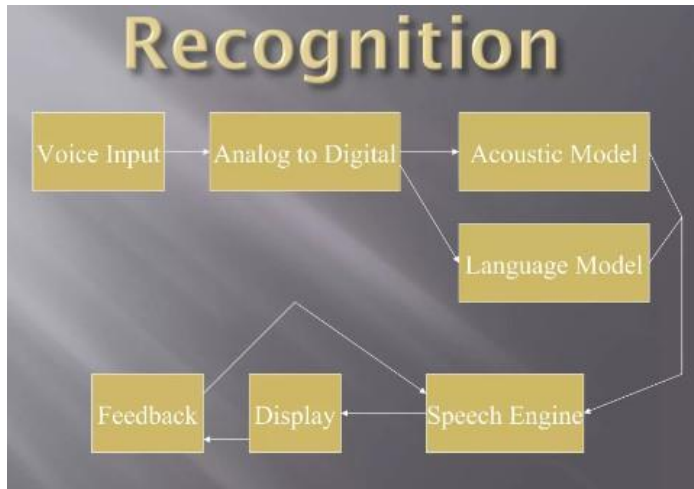 Recognition
Voice Input
Analog to Digital
Acoustic Model
Language Model
Feedback
Display
Speech Engine